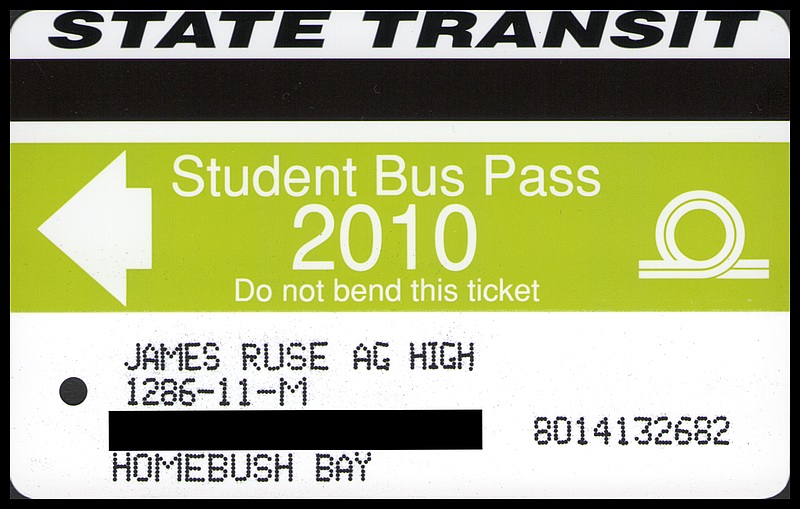 STATE TRANSIT
Student Bus Pass
2010
Do not bend this ticket
JAMES RUSE AG HIGH
1286-11-M
8014132682
HOMEBUSH BAY